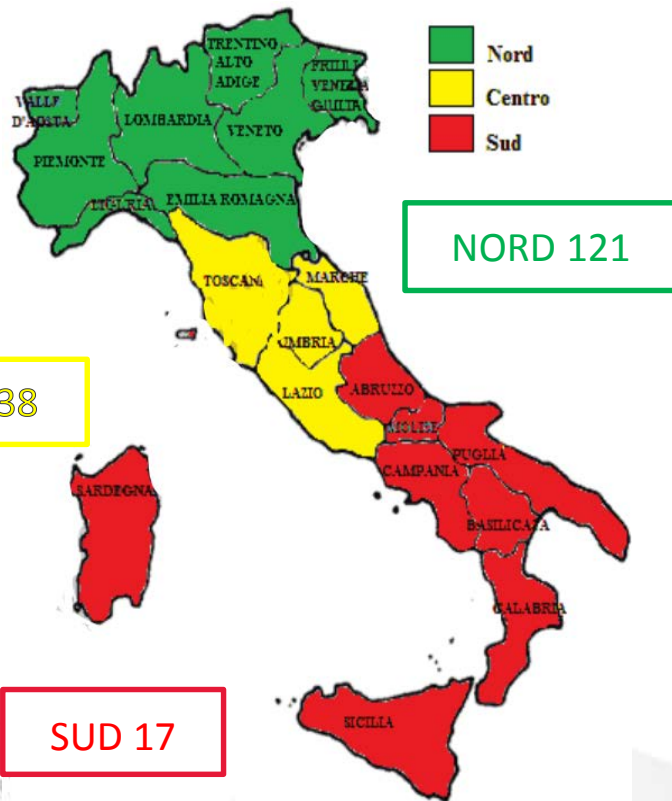 Nord
Centro
Sud
TRENTINO
ALTO
ADIGE
FRIULI
VENEZIA
GIULIA
VALLE
D'AOSTA
LOMBARDIA
VENETO
PIEMONTE
LIGURIA
EMILIA ROMAGNA
NORD 121
TOSCANA
MARCHE
UMBRIA
38
LAZIO
ABRUZZO
MOLISE
PUGLIA
CAMPANIA
SARDEGNA
BASILICATA
CALABRIA
SICILIA
SUD 17